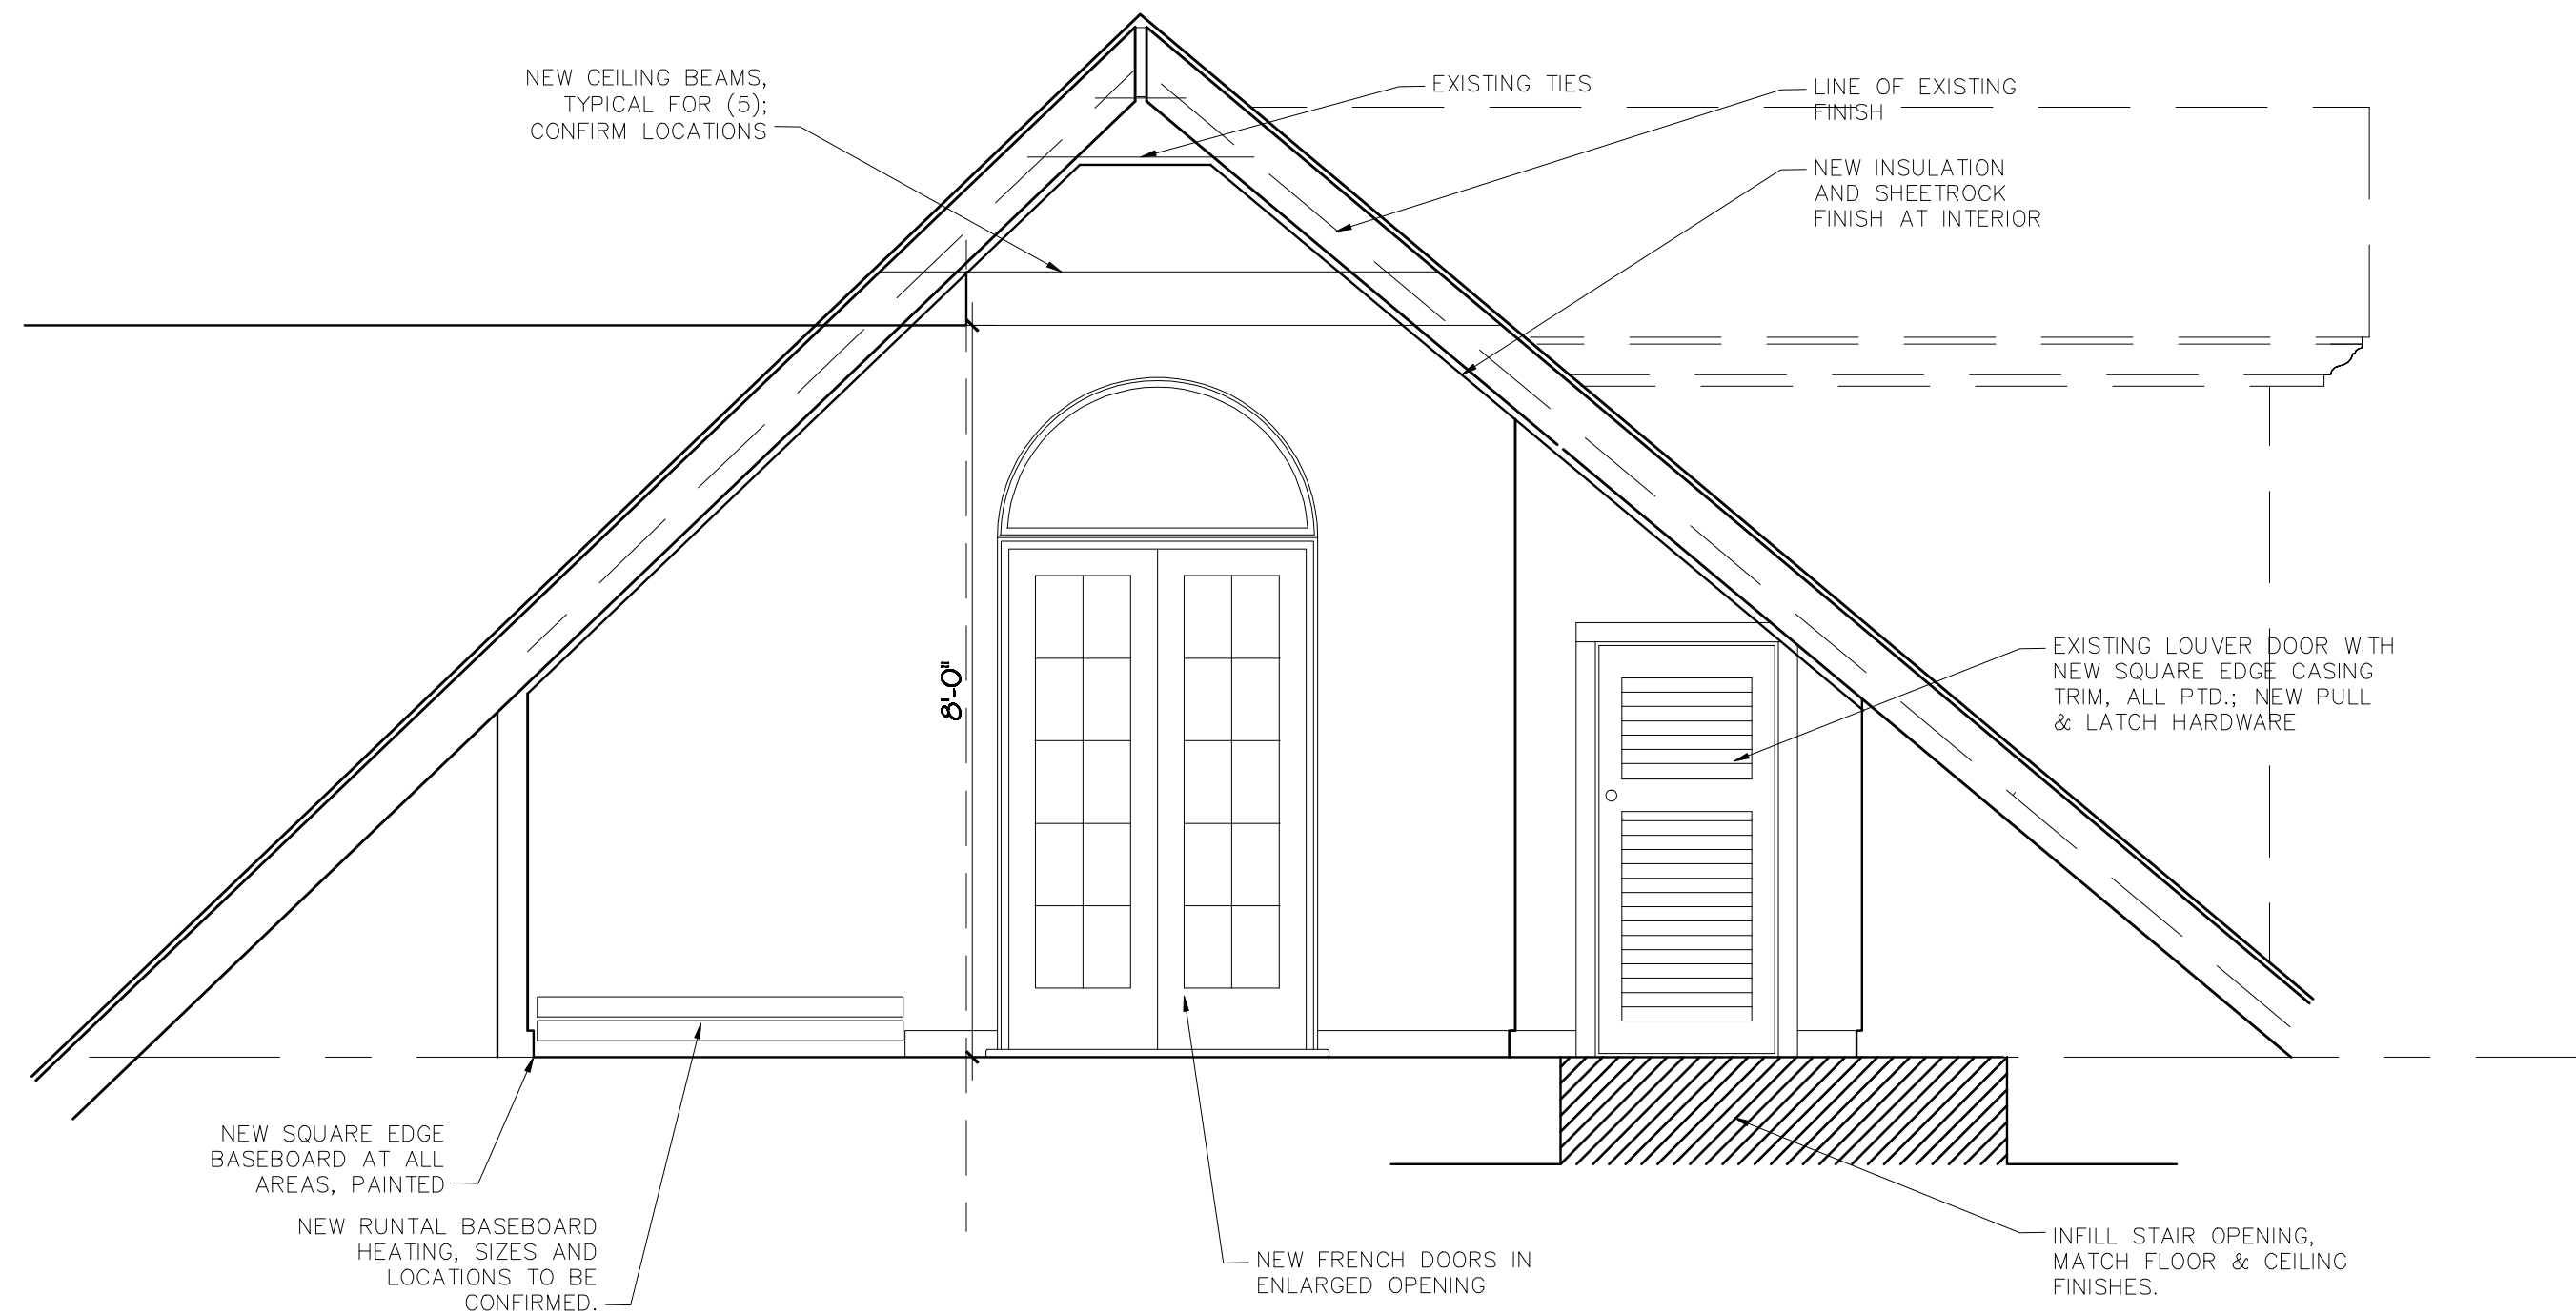 NEW CEILING BEAMS,
TYPICAL FOR (5);
CONFIRM LOCATIONS
EXISTING TIES
LINE OF EXISTING
FINISH
NEW INSULATION
AND SHEETROCK
FINISH AT INTERIOR
8'-0"
EXISTING LOUVER DOOR WITH
NEW SQUARE EDGE CASING
TRIM, ALL PTD.; NEW PULL
& LATCH HARDWARE
NEW SQUARE EDGE
BASEBOARD AT ALL
AREAS, PAINTED
NEW RUNTAL BASEBOARD
HEATING, SIZES AND
LOCATIONS TO BE
CONFIRMED.
NEW FRENCH DOORS IN
ENLARGED OPENING
INFILL STAIR OPENING,
MATCH FLOOR & CEILING
FINISHES.